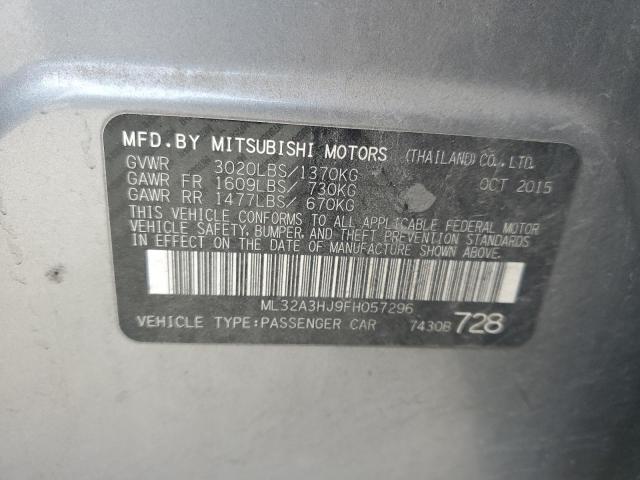 MFD.BY MITSUBISHI MOTORS (THAILAND) CO., LTD.
GVWR 3020LBS/1370KG OCT 2015
GAWR FR 1609LBS/ 730KG
GAWR RR 1477LBS/ 670KG
THIS VEHICLE CONFORMS TO ALL APPLICABLE FEDERAL MOTOR
VEHICLE SAFETY, BUMPER, AND THEFT PREVENTION STANDARDS
IN EFFECT ON THE DATE OF MANUFACTURE SHOWN ABOVE.
ML32A3HJ9FH057296
VEHICLE TYPE:PASSENGER CAR 7430B 728